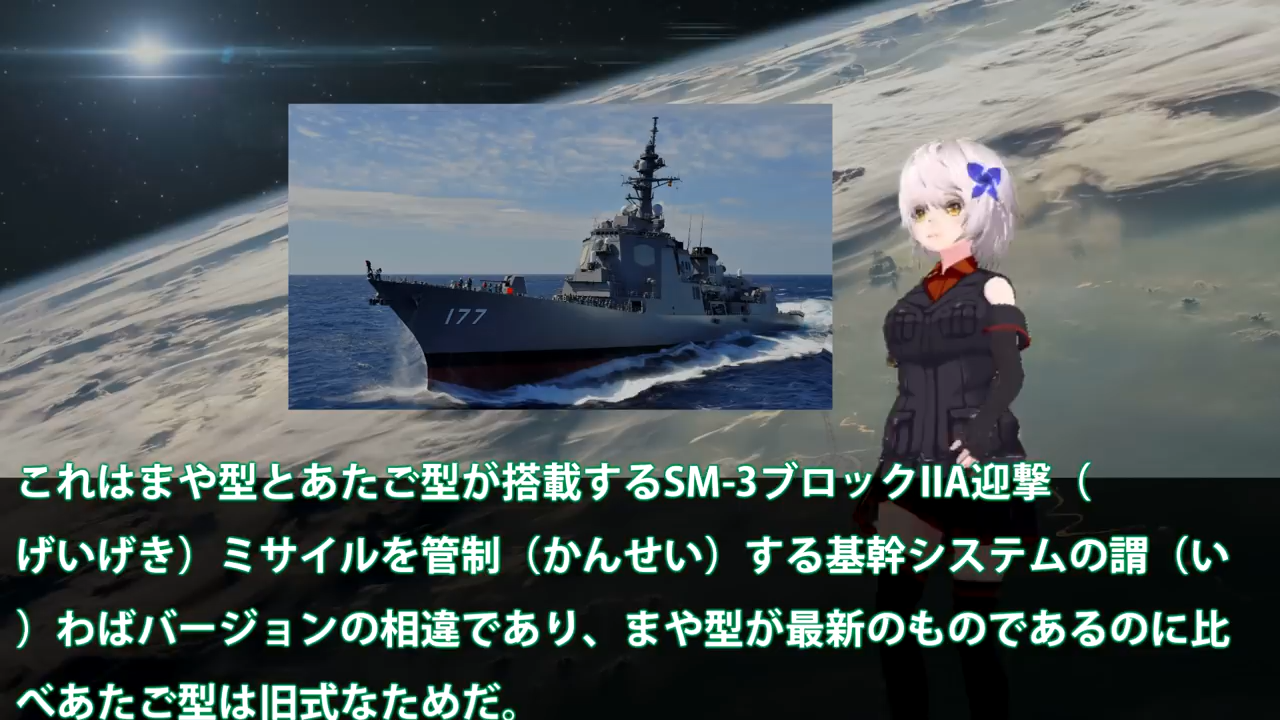 177
これはまや型とあたご型が搭載するSM-3ブロックIIA迎撃（
げいげき）ミサイルを管制（かんせい）する基幹システムの謂（い
）わばバージョンの相違であり、まや型が最新のものであるのに比
べあたご型は旧式なためだ。